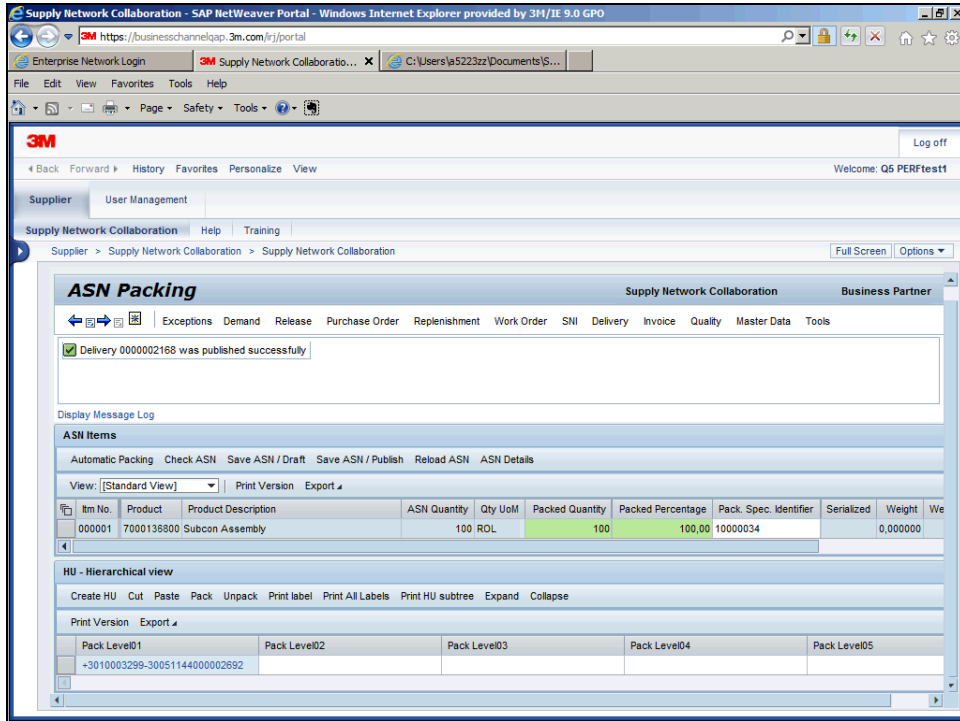 Supply Network Collaboration - SAP NetWeaver Portal - Windows Internet Explorer provided by 3M/IE 9.0 GPO
3M https://businesschannelqap.3m.com/irj/portal
Enterprise Network Login 3M Supply Network Collaboratio... X C:\Users\a5223zz\Documents\S...
File Edit View Favorites Tools Help
Page Safety Tools
3M Log off
Back Forward History Favorites Personalize View Welcome: Q5 PERFtest1
Supplier User Management
Supply Network Collaboration Help Training
Supplier > Supply Network Collaboration > Supply Network Collaboration Full Screen Options
ASN Packing Supply Network Collaboration Business Partner
Exceptions Demand Release Purchase Order Replenishment Work Order SNI Delivery Invoice Quality Master Data Tools
Delivery 0000002168 was published successfully
Display Message Log
ASN Items
Automatic Packing Check ASN Save ASN / Draft Save ASN / Publish Reload ASN ASN Details
View: [Standard View] Print Version Export
Itm No. Product Product Description ASN Quantity Qty UoM Packed Quantity Packed Percentage Pack. Spec. Identifier Serialized Weight We
000001 7000136800 Subcon Assembly 100 ROL 100 100,00 10000034 0,000000
HU - Hierarchical view
Create HU Cut Paste Pack Unpack Print label Print All Labels Print HU subtree Expand Collapse
Print Version Export
Pack Level01 Pack Level02 Pack Level03 Pack Level04 Pack Level05
+3010003299-30051144000002692